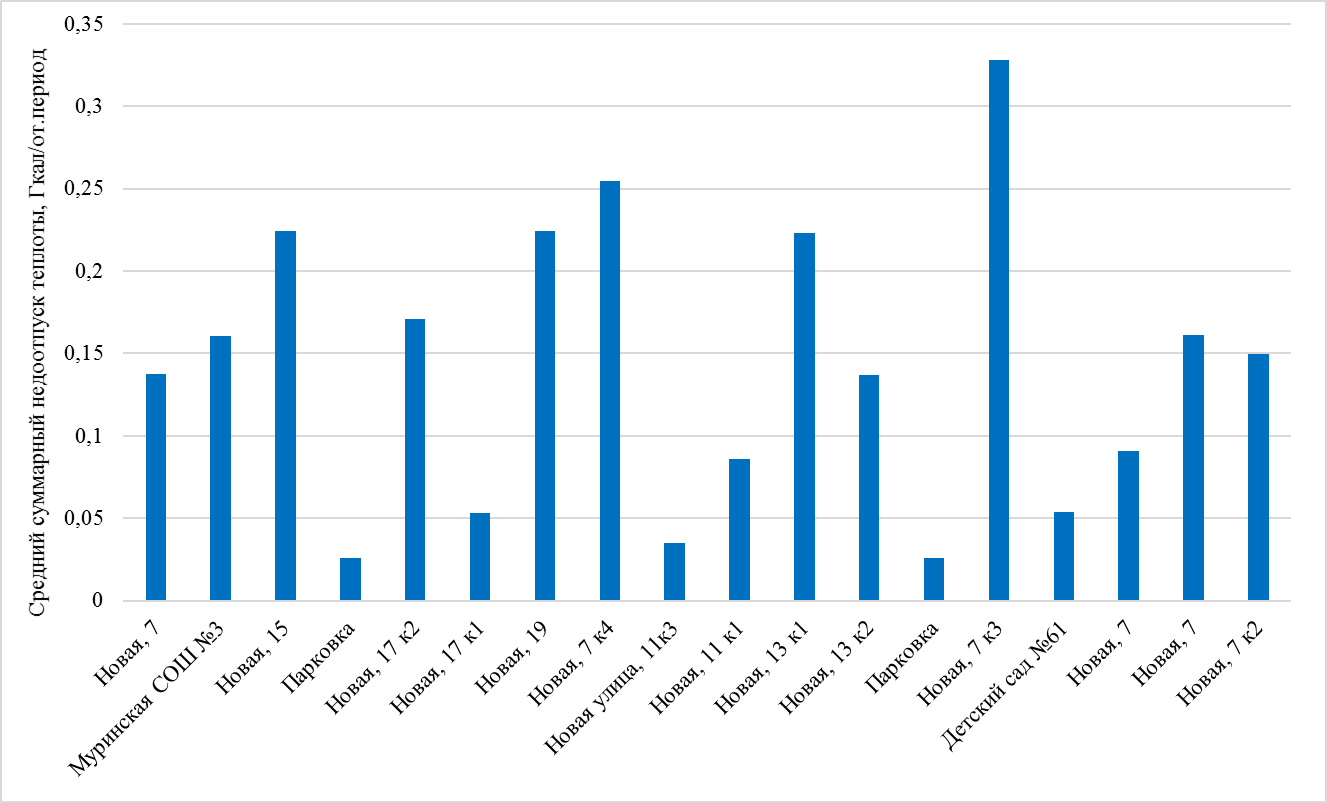 Средний суммарный недоотпуск теплоты, Гкал/от.период
0,35
0,3
0,25
0,2
0,15
0,1
0,05
0
Новая, 7
Муринская СОШ №3
Новая, 15
Парковка
Новая, 17 к2
Новая, 17 к1
Новая, 19
Новая, 7 к4
Новая улица, 11к3
Новая, 11 к1
Новая, 13 к1
Новая, 13 к2
Парковка
Новая, 7 к3
Детский сад №61
Новая, 7
Новая, 7
Новая, 7 к2